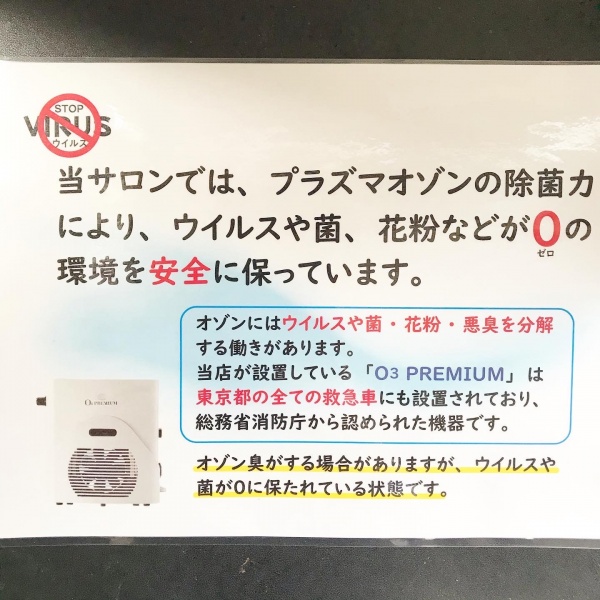 STOP
VIRUS
ウイルス
当サロンでは、プラズマオゾンの除菌力
により、ウイルスや菌、花粉などが0の
ゼロ
環境を安全に保っています。
オゾンにはウイルスや菌・花粉・悪臭を分解
する働きがあります。
当店が設置している「O3 PREMIUM」は
東京都の全ての救急車にも設置されており、
総務省消防庁から認められた機器です。
O3 PREMIUM
オゾン臭がする場合がありますが、ウイルスや
菌が0に保たれている状態です。